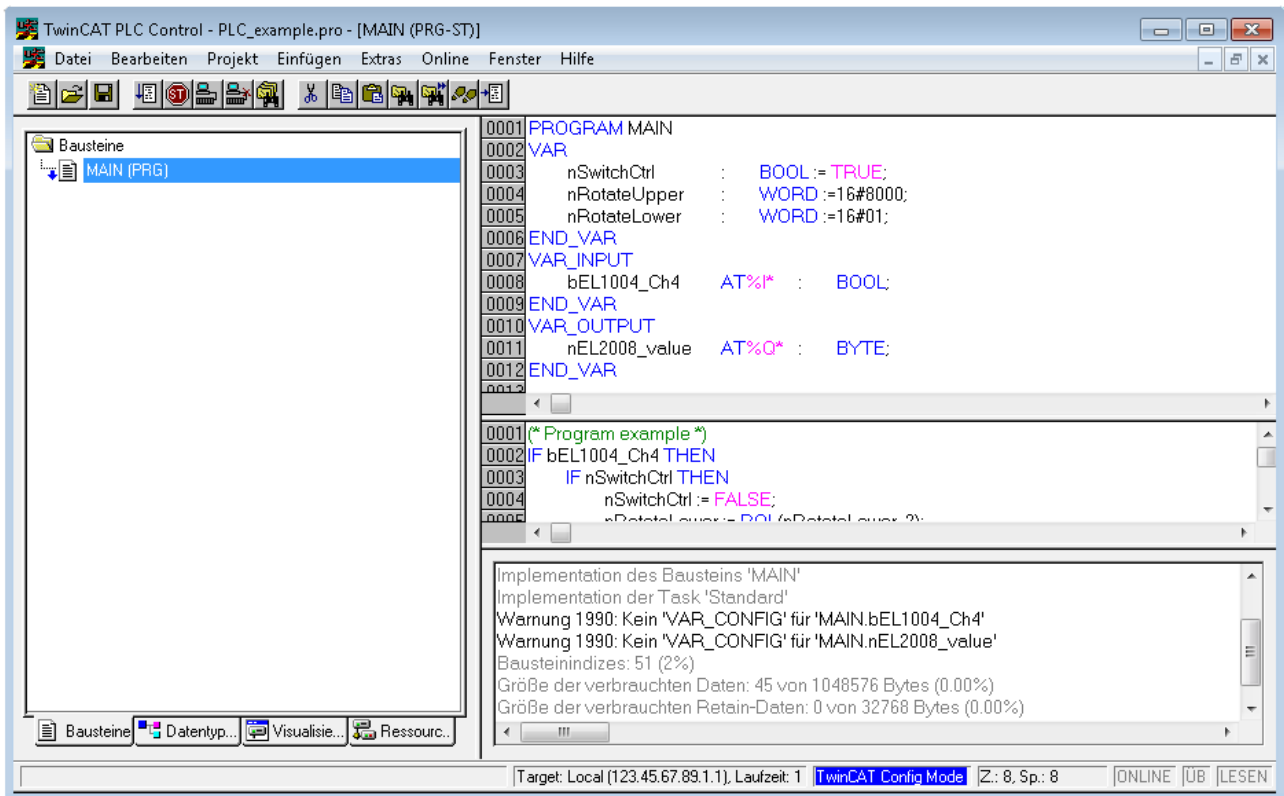 TwinCAT PLC Control - PLC_example.pro - [MAIN (PRG-ST)]
Datei Bearbeiten Projekt Einfügen Extras Online Fenster Hilfe
Bausteine
MAIN (PRG)
Bausteine Datentyp... Visualisie... Ressourc..
0001 PROGRAM MAIN
0002 VAR
0003 nSwitchCtrl : BOOL := TRUE;
0004 nRotateUpper : WORD :=16#8000;
0005 nRotateLower : WORD :=16#01;
0006 END_VAR
0007 VAR_INPUT
0008 bEL1004_Ch4 AT%I* : BOOL;
0009 END_VAR
0010 VAR_OUTPUT
0011 nEL2008_value AT%Q* : BYTE;
0012 END_VAR
0013
0001 (* Program example *)
0002 IF bEL1004_Ch4 THEN
0003 IF nSwitchCtrl THEN
0004 nSwitchCtrl := FALSE;
0005 nRotateLower := ROL(nRotateLower, 2);
Implementation des Bausteins 'MAIN'
Implementation der Task 'Standard'
Warnung 1990: Kein 'VAR_CONFIG' für 'MAIN.bEL1004_Ch4'
Warnung 1990: Kein 'VAR_CONFIG' für 'MAIN.nEL2008_value'
Bausteinindizes: 51 (2%)
Größe der verbrauchten Daten: 45 von 1048576 Bytes (0.00%)
Größe der verbrauchten Retain-Daten: 0 von 32768 Bytes (0.00%)
Target: Local (123.45.67.89.1.1), Laufzeit: 1 TwinCAT Config Mode Z.: 8, Sp.: 8 ONLINE ÜB LESEN